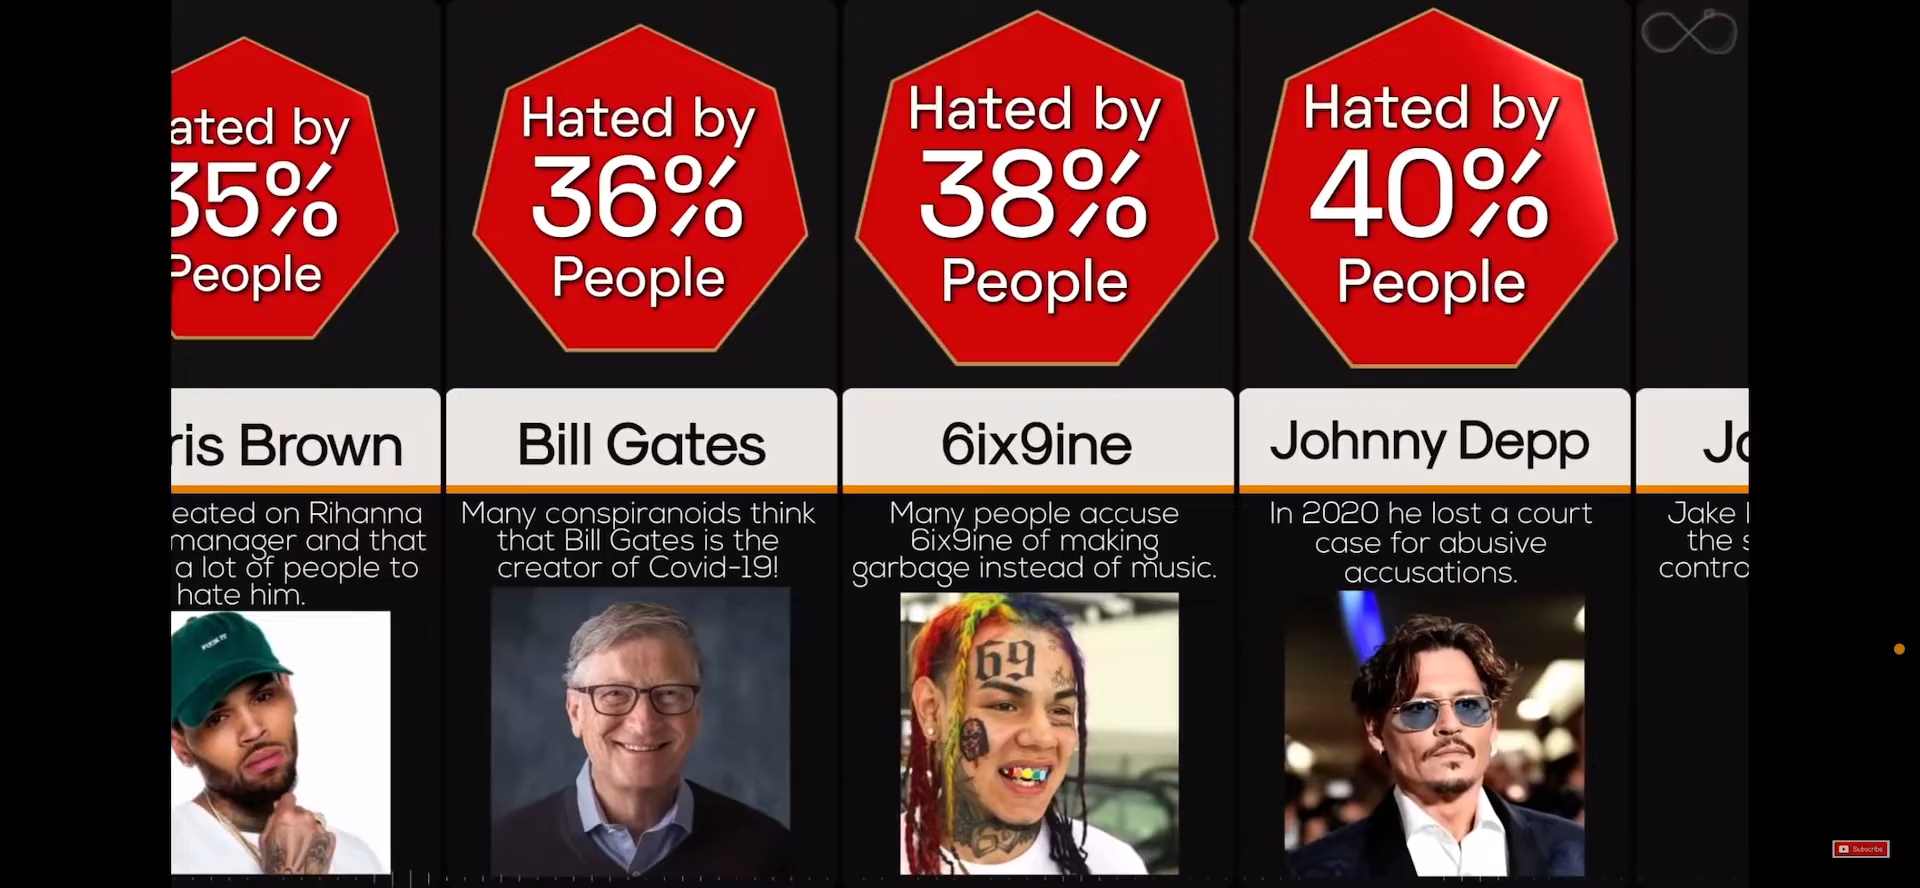 ated by
35%
People
ris Brown
eated on Rihanna
manager and that
a lot of people to
hate him.
Hated by
36%
People
Bill Gates
Many conspiranoids think
that Bill Gates is the
creator of Covid-19!
Hated by
38%
People
6ix9ine
Many people accuse
6ix9ine of making
garbage instead of music.
69
Hated by
40%
People
Johnny Depp
In 2020 he lost a court
case for abusive
accusations.
Jo
Jake
the s
contro
Subscribe